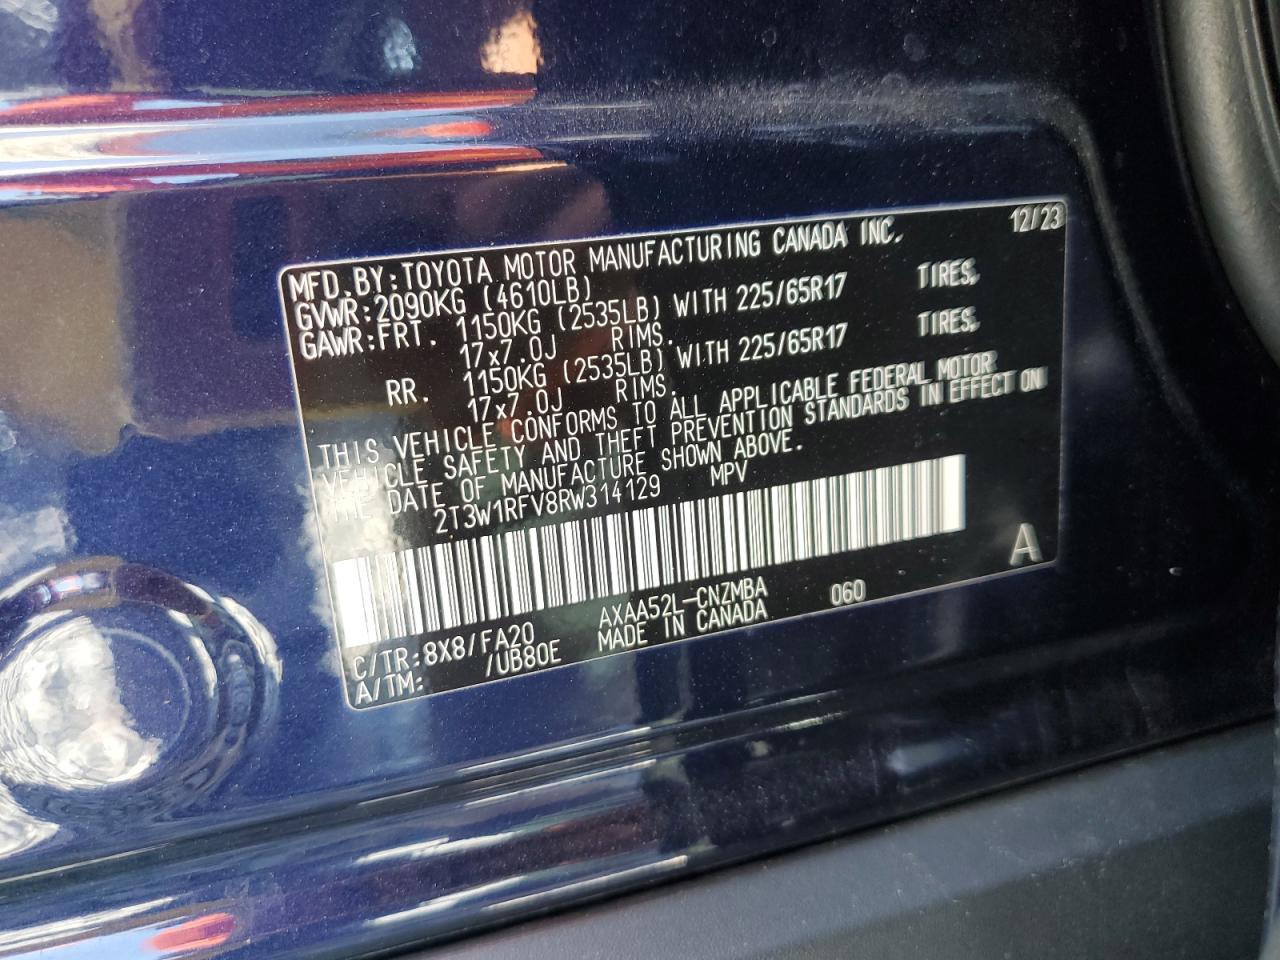 12/23
MFD.BY:TOYOTA MOTOR MANUFACTURING CANADA INC.
GVWR:2090KG (4610LB)
GAWR:FRT. 1150KG (2535LB) WITH 225/65R17 TIRES,
17x7.0J RIMS.
RR. 1150KG (2535LB) WITH 225/65R17 TIRES,
17x7.0J RIMS.
THIS VEHICLE CONFORMS TO ALL APPLICABLE FEDERAL MOTOR
VEHICLE SAFETY AND THEFT PREVENTION STANDARDS IN EFFECT ON
THE DATE OF MANUFACTURE SHOWN ABOVE.
2T3W1RFV8RW314129 MPV
A
C/TR:8X8/FA20 AXAA52L-CNZMBA 060
A/TM: /UB80E MADE IN CANADA